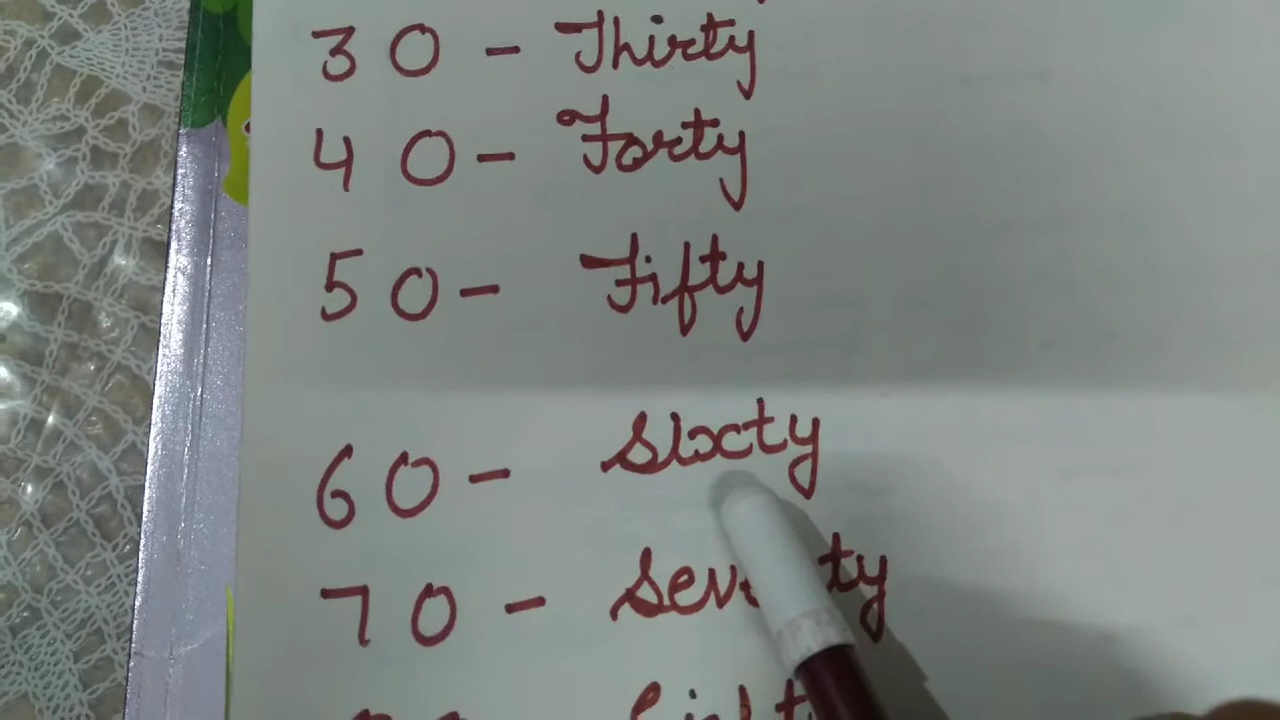 30 - Thirty
40 - Forty
50 - Fifty
60 - Sixty
70 -